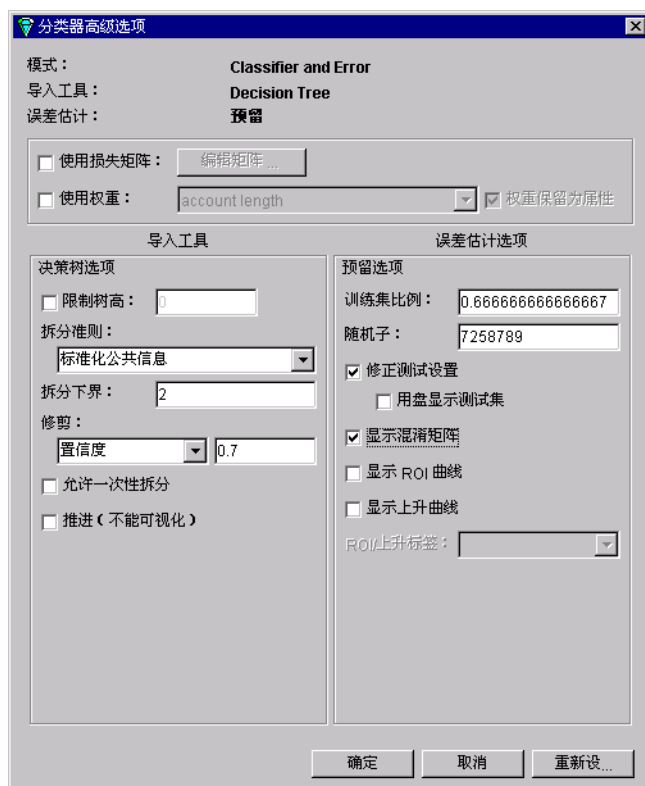 分类器高级选项
模式： Classifier and Error
导入工具： Decision Tree
误差估计： 预留
使用损失矩阵： 编辑矩阵...
使用权重： account length 权重保留为属性
导入工具
决策树选项
限制树高： 0
拆分准则：
标准化公共信息
拆分下界： 2
修剪：
置信度 0.7
允许一次性拆分
推进（不能可视化）
误差估计选项
预留选项
训练集比例： 0.666666666666667
随机子： 7258789
修正测试设置
用盘显示测试集
显示混淆矩阵
显示 ROI 曲线
显示上升曲线
ROI/上升标签：
确定 取消 重新设...